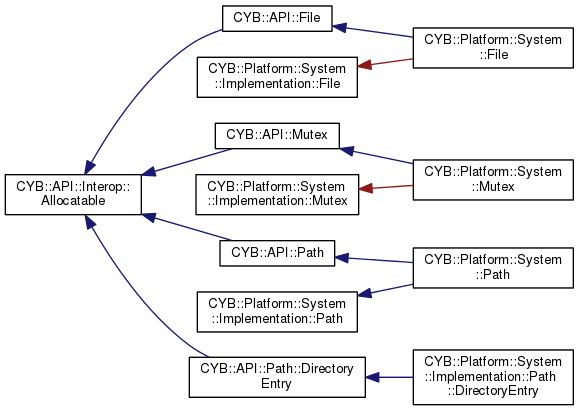 CYB::API::File
CYB::Platform::System
::File
CYB::Platform::System
::Implementation::File
CYB::API::Mutex
CYB::Platform::System
::Mutex
CYB::API::Interop::
Allocatable
CYB::Platform::System
::Implementation::Mutex
CYB::API::Path
CYB::Platform::System
::Path
CYB::Platform::System
::Implementation::Path
CYB::API::Path::Directory
Entry
CYB::Platform::System
::Implementation::Path
::DirectoryEntry